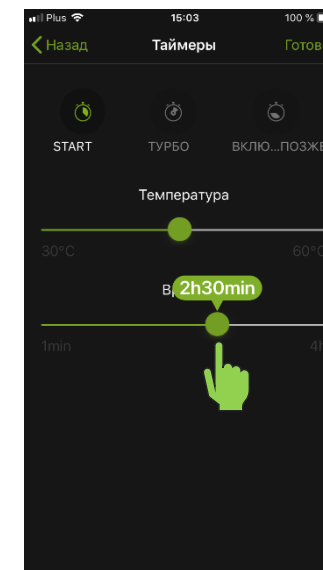 Plus 15:03 100 %
Назад Таймеры Готов
START ТУРБО ВКЛЮ...ПОЗЖЕ
Температура
30°C 60°C
2h30min
1min 4h